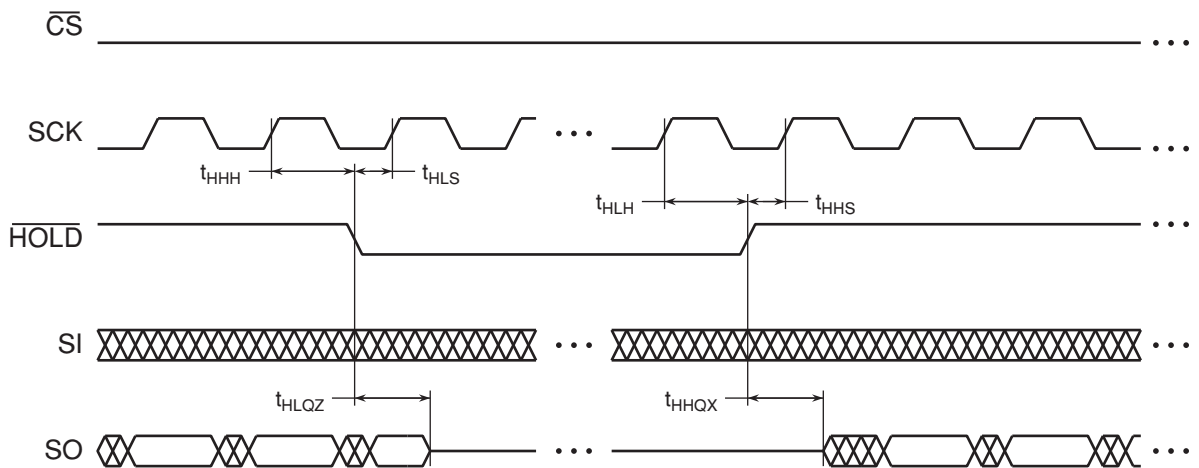 CS
SCK
tHHH
tHLS
tHLH
tHHS
HOLD
SI
tHLQZ
tHHQX
SO